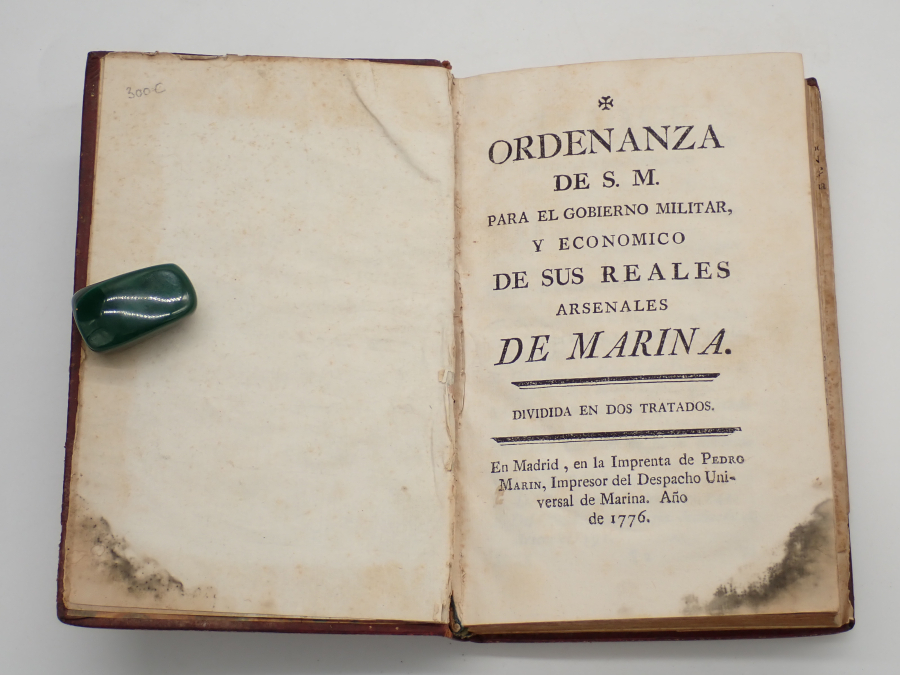 300€
✠
ORDENANZA
DE S. M.
PARA EL GOBIERNO MILITAR,
Y ECONOMICO
DE SUS REALES
ARSENALES
DE MARINA.
DIVIDIDA EN DOS TRATADOS.
En Madrid, en la Imprenta de PEDRO
MARIN, Impresor del Despacho Uni-
versal de Marina. Año
de 1776.